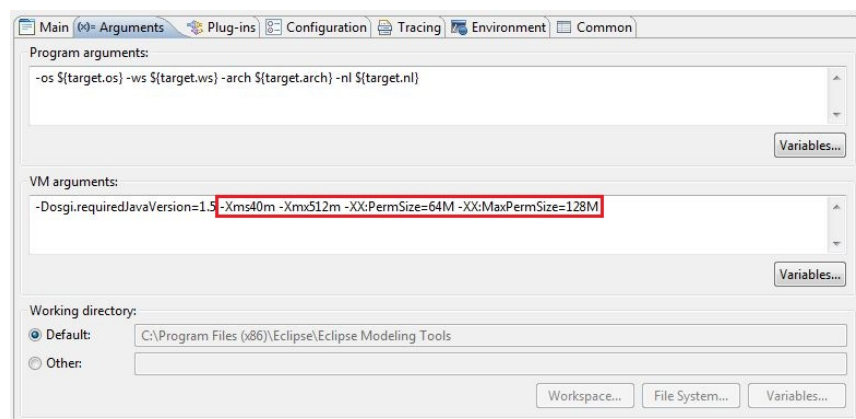 Main (x)= Arguments Plug-ins Configuration Tracing Environment Common
Program arguments:
-os ${target.os} -ws ${target.ws} -arch ${target.arch} -nl ${target.nl}
Variables...
VM arguments:
-Dosgi.requiredJavaVersion=1.5 -Xms40m -Xmx512m -XX:PermSize=64M -XX:MaxPermSize=128M
Variables...
Working directory:
Default: C:\Program Files (x86)\Eclipse\Eclipse Modeling Tools
Other:
Workspace... File System... Variables...